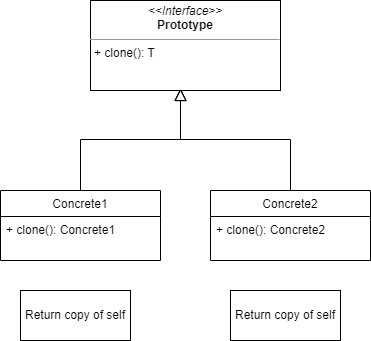 <<Interface>>
Prototype
+ clone(): T
Concrete1
+ clone(): Concrete1
Concrete2
+ clone(): Concrete2
Return copy of self
Return copy of self